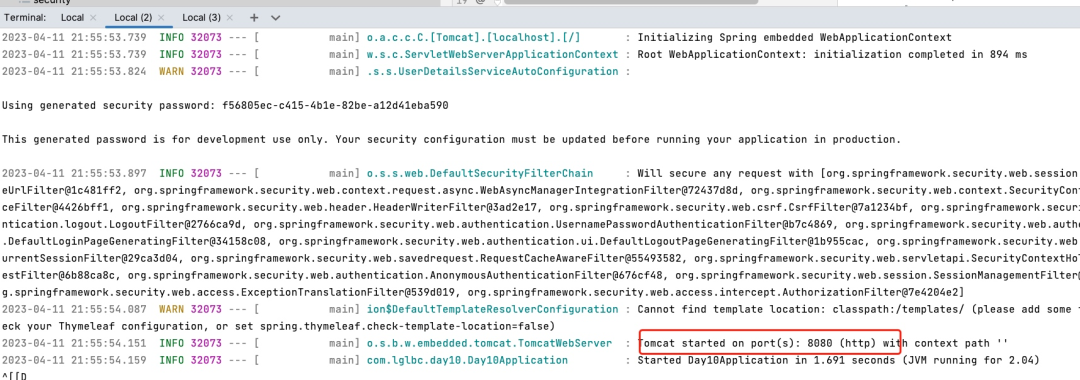 security
19 @
Terminal: Local × Local (2) × Local (3) × +
2023-04-11 21:55:53.739 INFO 32073 --- [ main] o.a.c.c.C.[Tomcat].[localhost].[/] : Initializing Spring embedded WebApplicationContext
2023-04-11 21:55:53.739 INFO 32073 --- [ main] w.s.c.ServletWebServerApplicationContext : Root WebApplicationContext: initialization completed in 894 ms
2023-04-11 21:55:53.824 WARN 32073 --- [ main] .s.s.UserDetailsServiceAutoConfiguration :
Using generated security password: f56805ec-c415-4b1e-82be-a12d41eba590
This generated password is for development use only. Your security configuration must be updated before running your application in production.
2023-04-11 21:55:53.897 INFO 32073 --- [ main] o.s.s.web.DefaultSecurityFilterChain : Will secure any request with [org.springframework.security.web.session
eUrlFilter@1c481ff2, org.springframework.security.web.context.request.async.WebAsyncManagerIntegrationFilter@72437d8d, org.springframework.security.web.context.SecurityCon
ceFilter@4426bff1, org.springframework.security.web.header.HeaderWriterFilter@3ad2e17, org.springframework.security.web.csrf.CsrfFilter@7a1234bf, org.springframework.securi
ntication.logout.LogoutFilter@2766ca9d, org.springframework.security.web.authentication.UsernamePasswordAuthenticationFilter@b7c4869, org.springframework.security.web.authe
.DefaultLoginPageGeneratingFilter@34158c08, org.springframework.security.web.authentication.ui.DefaultLogoutPageGeneratingFilter@1b955cac, org.springframework.security.web
urrentSessionFilter@29ca3d04, org.springframework.security.web.savedrequest.RequestCacheAwareFilter@55493582, org.springframework.security.web.servletapi.SecurityContextHol
estFilter@6b88ca8c, org.springframework.security.web.authentication.AnonymousAuthenticationFilter@676cf48, org.springframework.security.web.session.SessionManagementFilter@
g.springframework.security.web.access.ExceptionTranslationFilter@539d019, org.springframework.security.web.access.intercept.AuthorizationFilter@7e4204e2]
2023-04-11 21:55:54.087 WARN 32073 --- [ main] ion$DefaultTemplateResolverConfiguration : Cannot find template location: classpath:/templates/ (please add some t
eck your Thymeleaf configuration, or set spring.thymeleaf.check-template-location=false)
2023-04-11 21:55:54.151 INFO 32073 --- [ main] o.s.b.w.embedded.tomcat.TomcatWebServer : Tomcat started on port(s): 8080 (http) with context path ''
2023-04-11 21:55:54.159 INFO 32073 --- [ main] com.lglbc.day10.Day10Application : Started Day10Application in 1.691 seconds (JVM running for 2.04)
^[[D